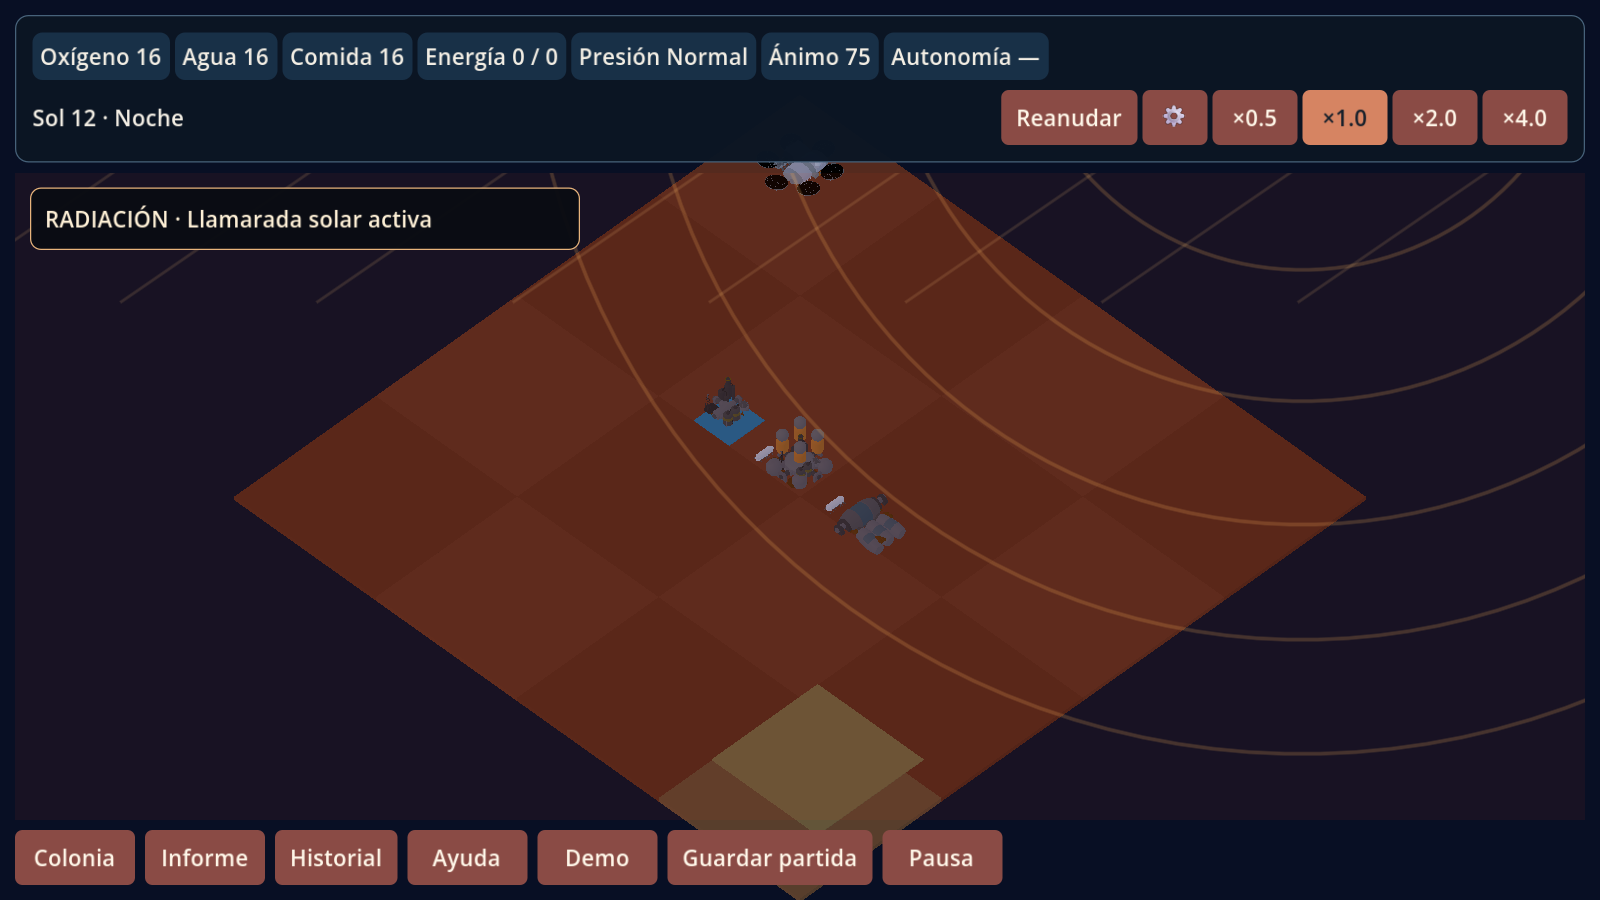 Oxígeno 16 Agua 16 Comida 16 Energía 0 / 0 Presión Normal Ánimo 75 Autonomía —
Sol 12 · Noche Reanudar ×0.5 ×1.0 ×2.0 ×4.0
RADIACIÓN · Llamarada solar activa
Colonia Informe Historial Ayuda Demo Guardar partida Pausa